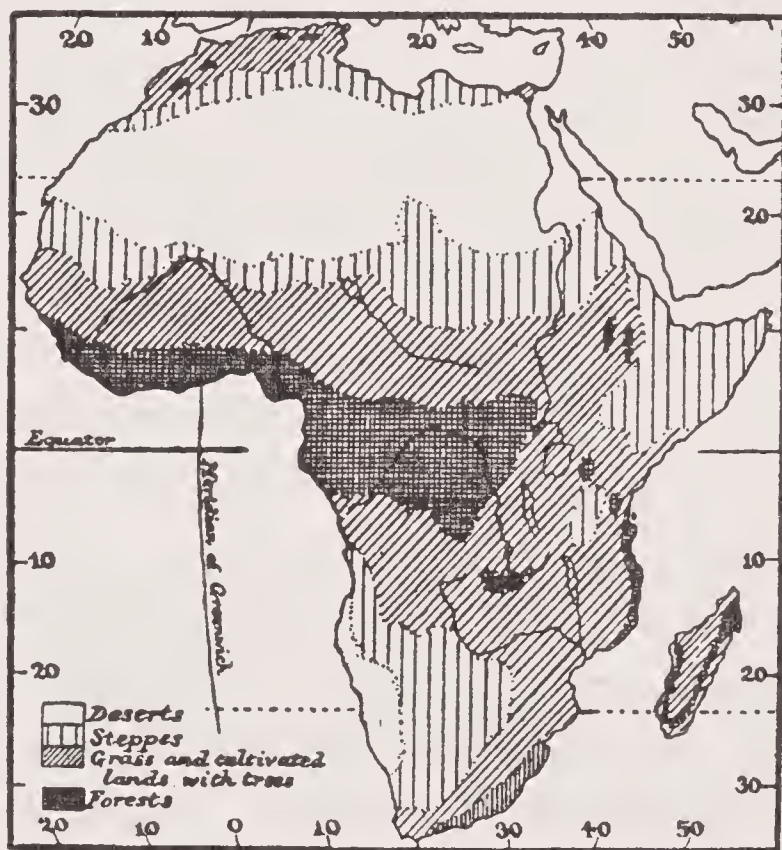 20 10 20 40 50
30 30
20
Equator
Meridian of Greenwich
10 10
20 20
Deserts
Steppes
Grass and cultivated
lands with trees
Forests
30
20 10 0 10 30 40 50